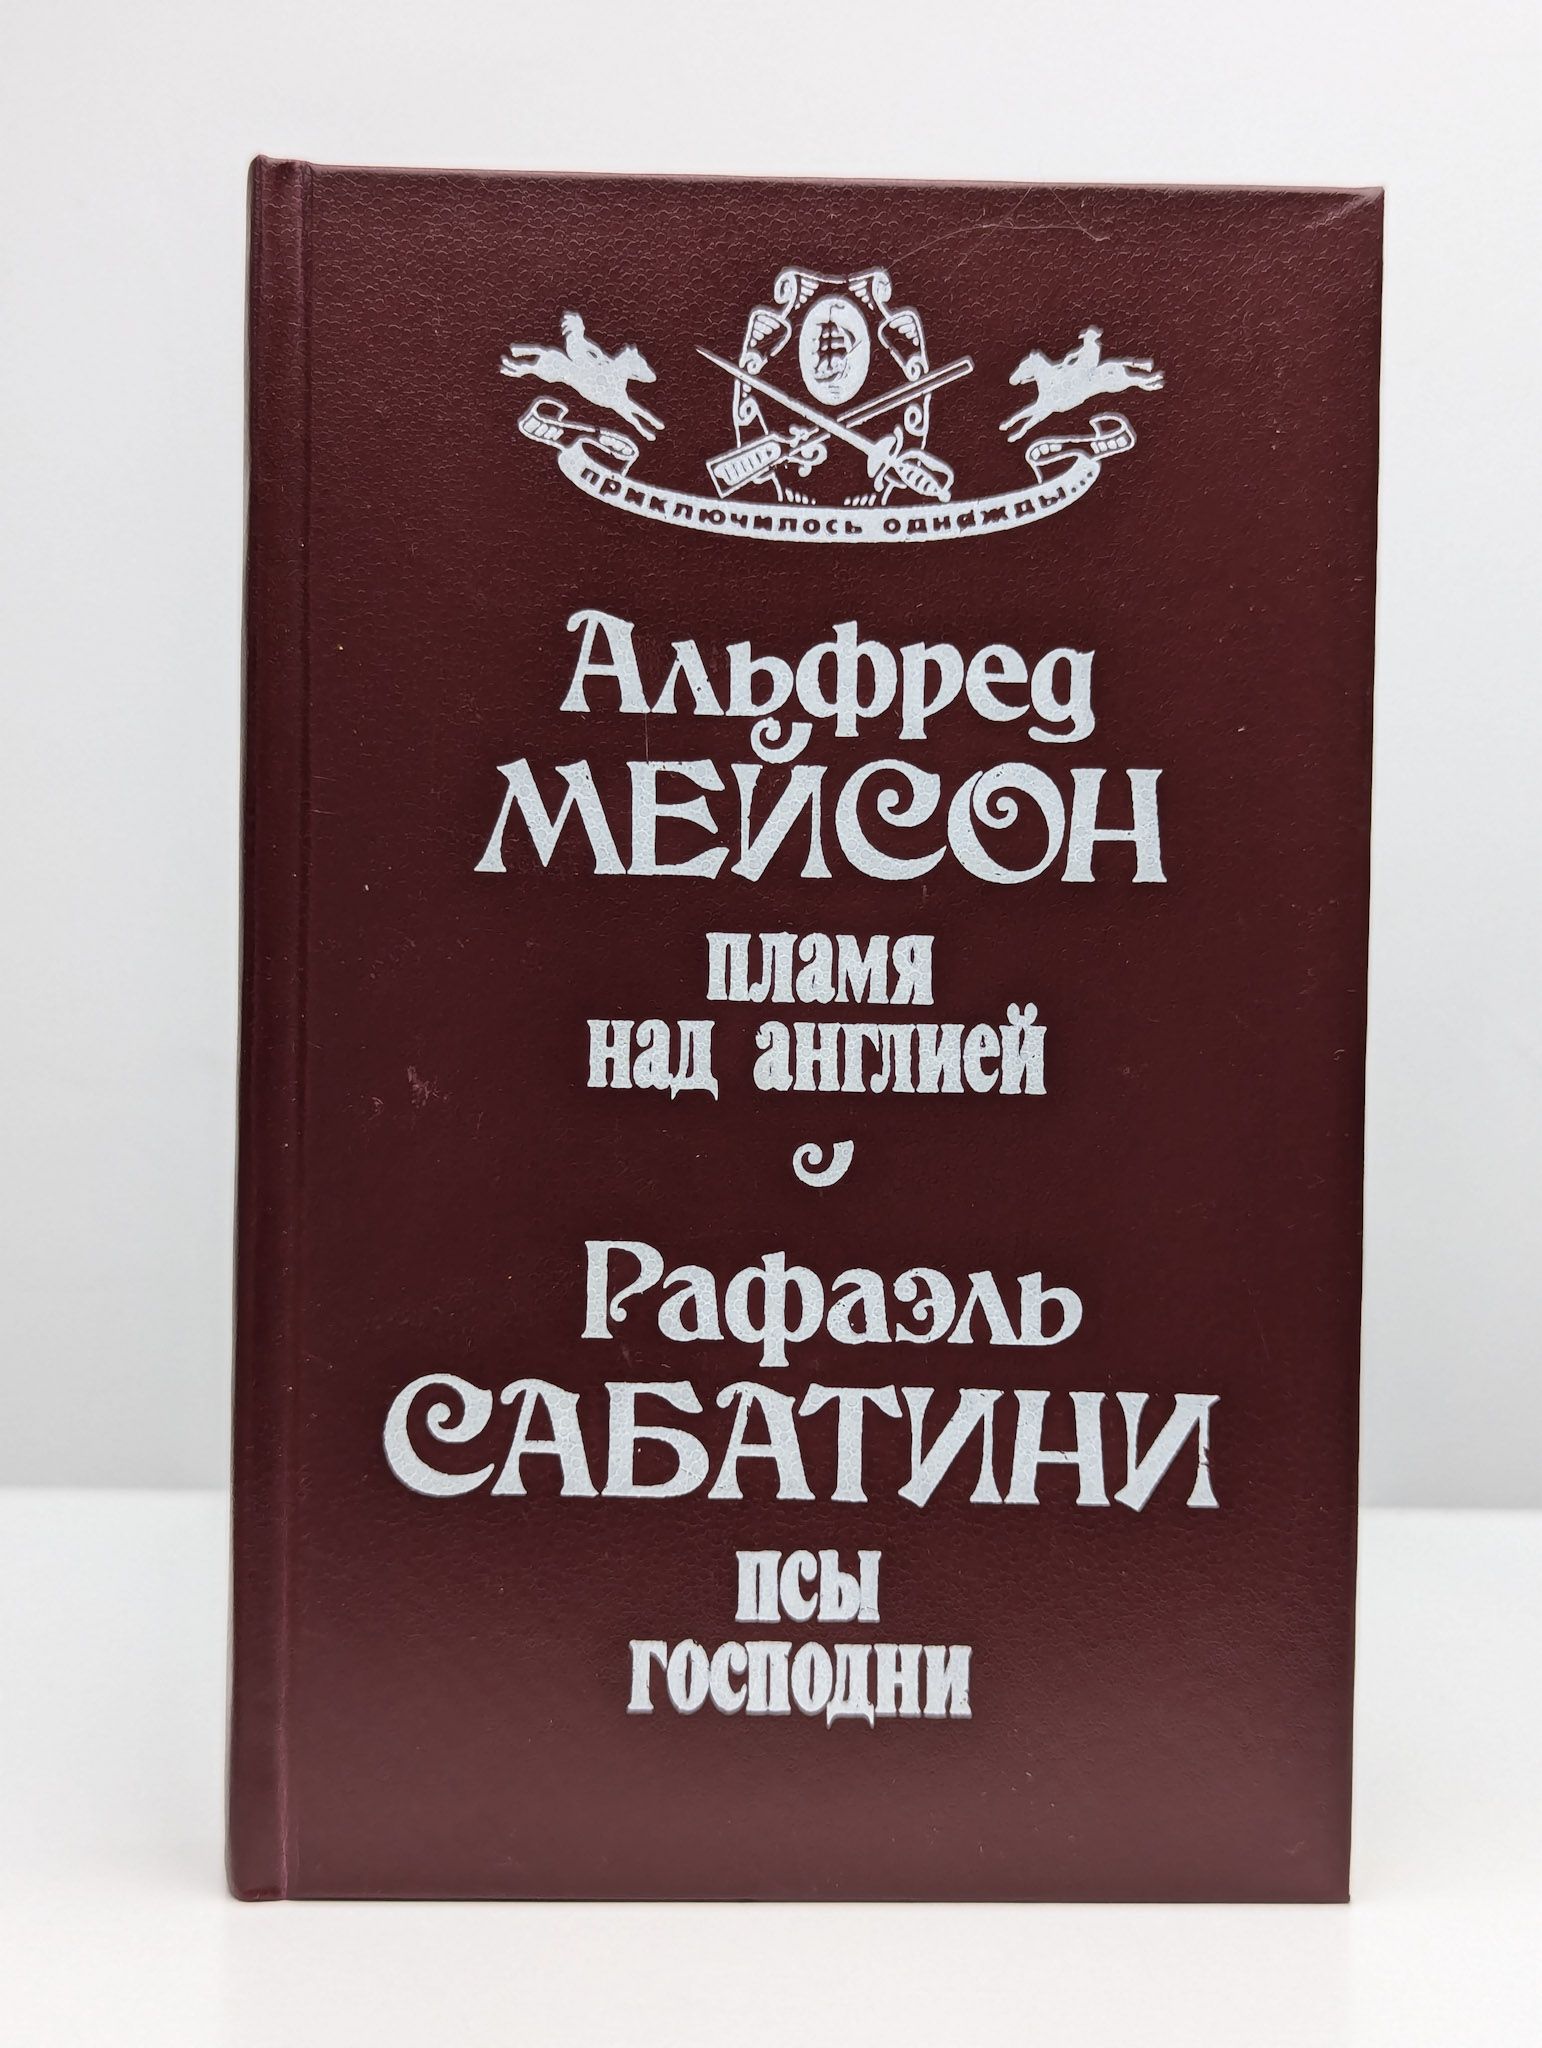 приключилось однажды...
Альфред
МЕЙСОН
пламя
над англией
Рафаэль
САБАТИНИ
псы
господни